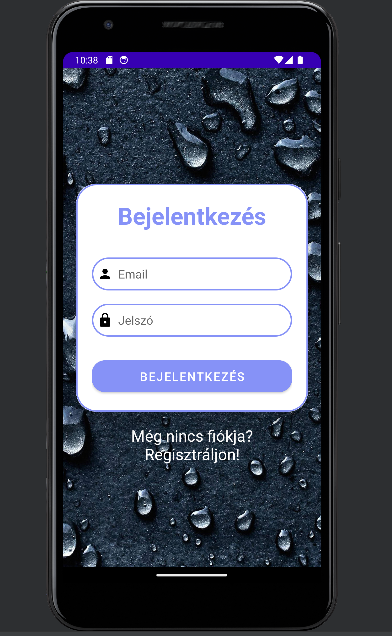 10:38
Bejelentkezés
Email
Jelszó
BEJELENTKEZÉS
Még nincs fiókja?
Regisztráljon!